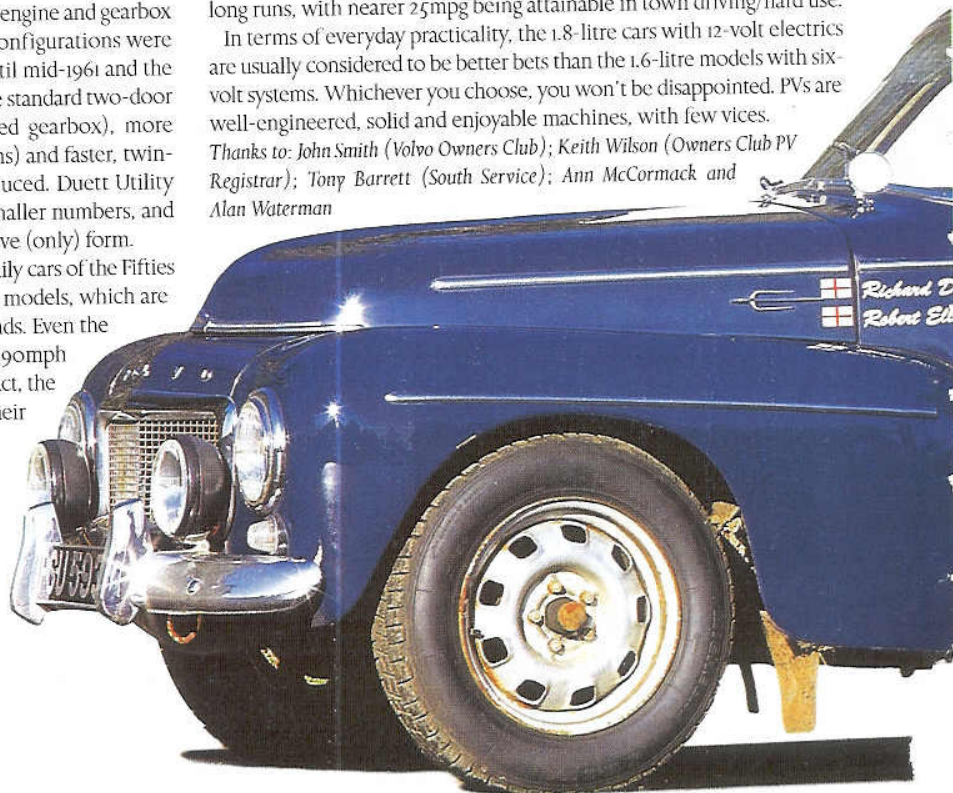 engine and gearbox
onfigurations were
til mid-1961 and the
e standard two-door
ed gearbox), more
ns) and faster, twin-
uced. Duett Utility
naller numbers, and
ve (only) form.
ily cars of the Fifties
models, which are
nds. Even the
90mph
ct, the
heir
long runs, with nearer 25mpg being attainable in town driving/hard use.
In terms of everyday practicality, the 1.8-litre cars with 12-volt electrics
are usually considered to be better bets than the 1.6-litre models with six-
volt systems. Whichever you choose, you won't be disappointed. PVs are
well-engineered, solid and enjoyable machines, with few vices.
Thanks to: John Smith (Volvo Owners Club); Keith Wilson (Owners Club PV
Registrar); Tony Barrett (South Service); Ann McCormack and
Alan Waterman
Richard D
Robert Ell